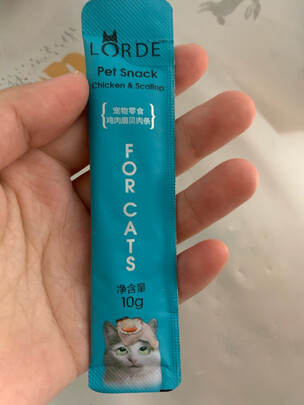 LORDE
Pet Snack
Chicken & Scallop
宠物零食
鸡肉扇贝肉条
FOR CATS
净含量
10g